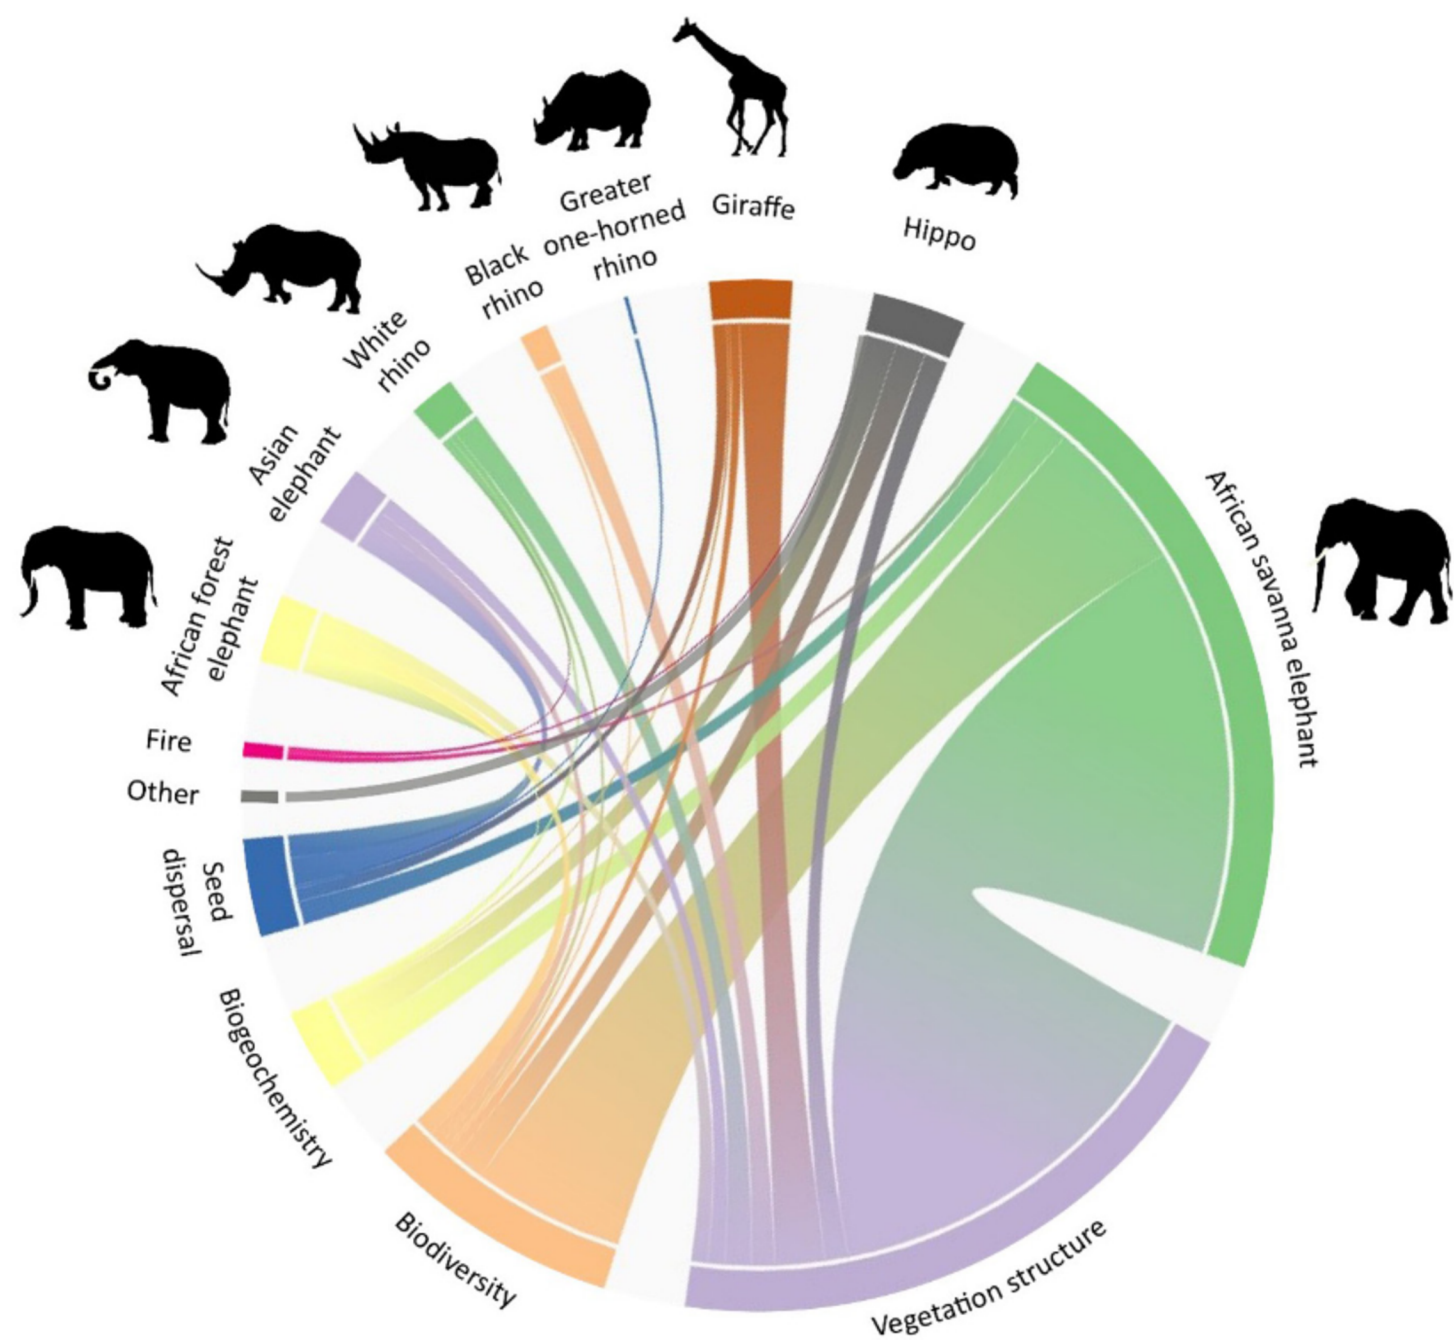 Giraffe
Hippo
Greater
one-horned
rhino
Black
rhino
White
rhino
Asian
elephant
African forest
elephant
Fire
Other
Seed
dispersal
Biogeochemistry
Biodiversity
Vegetation structure
African savanna elephant